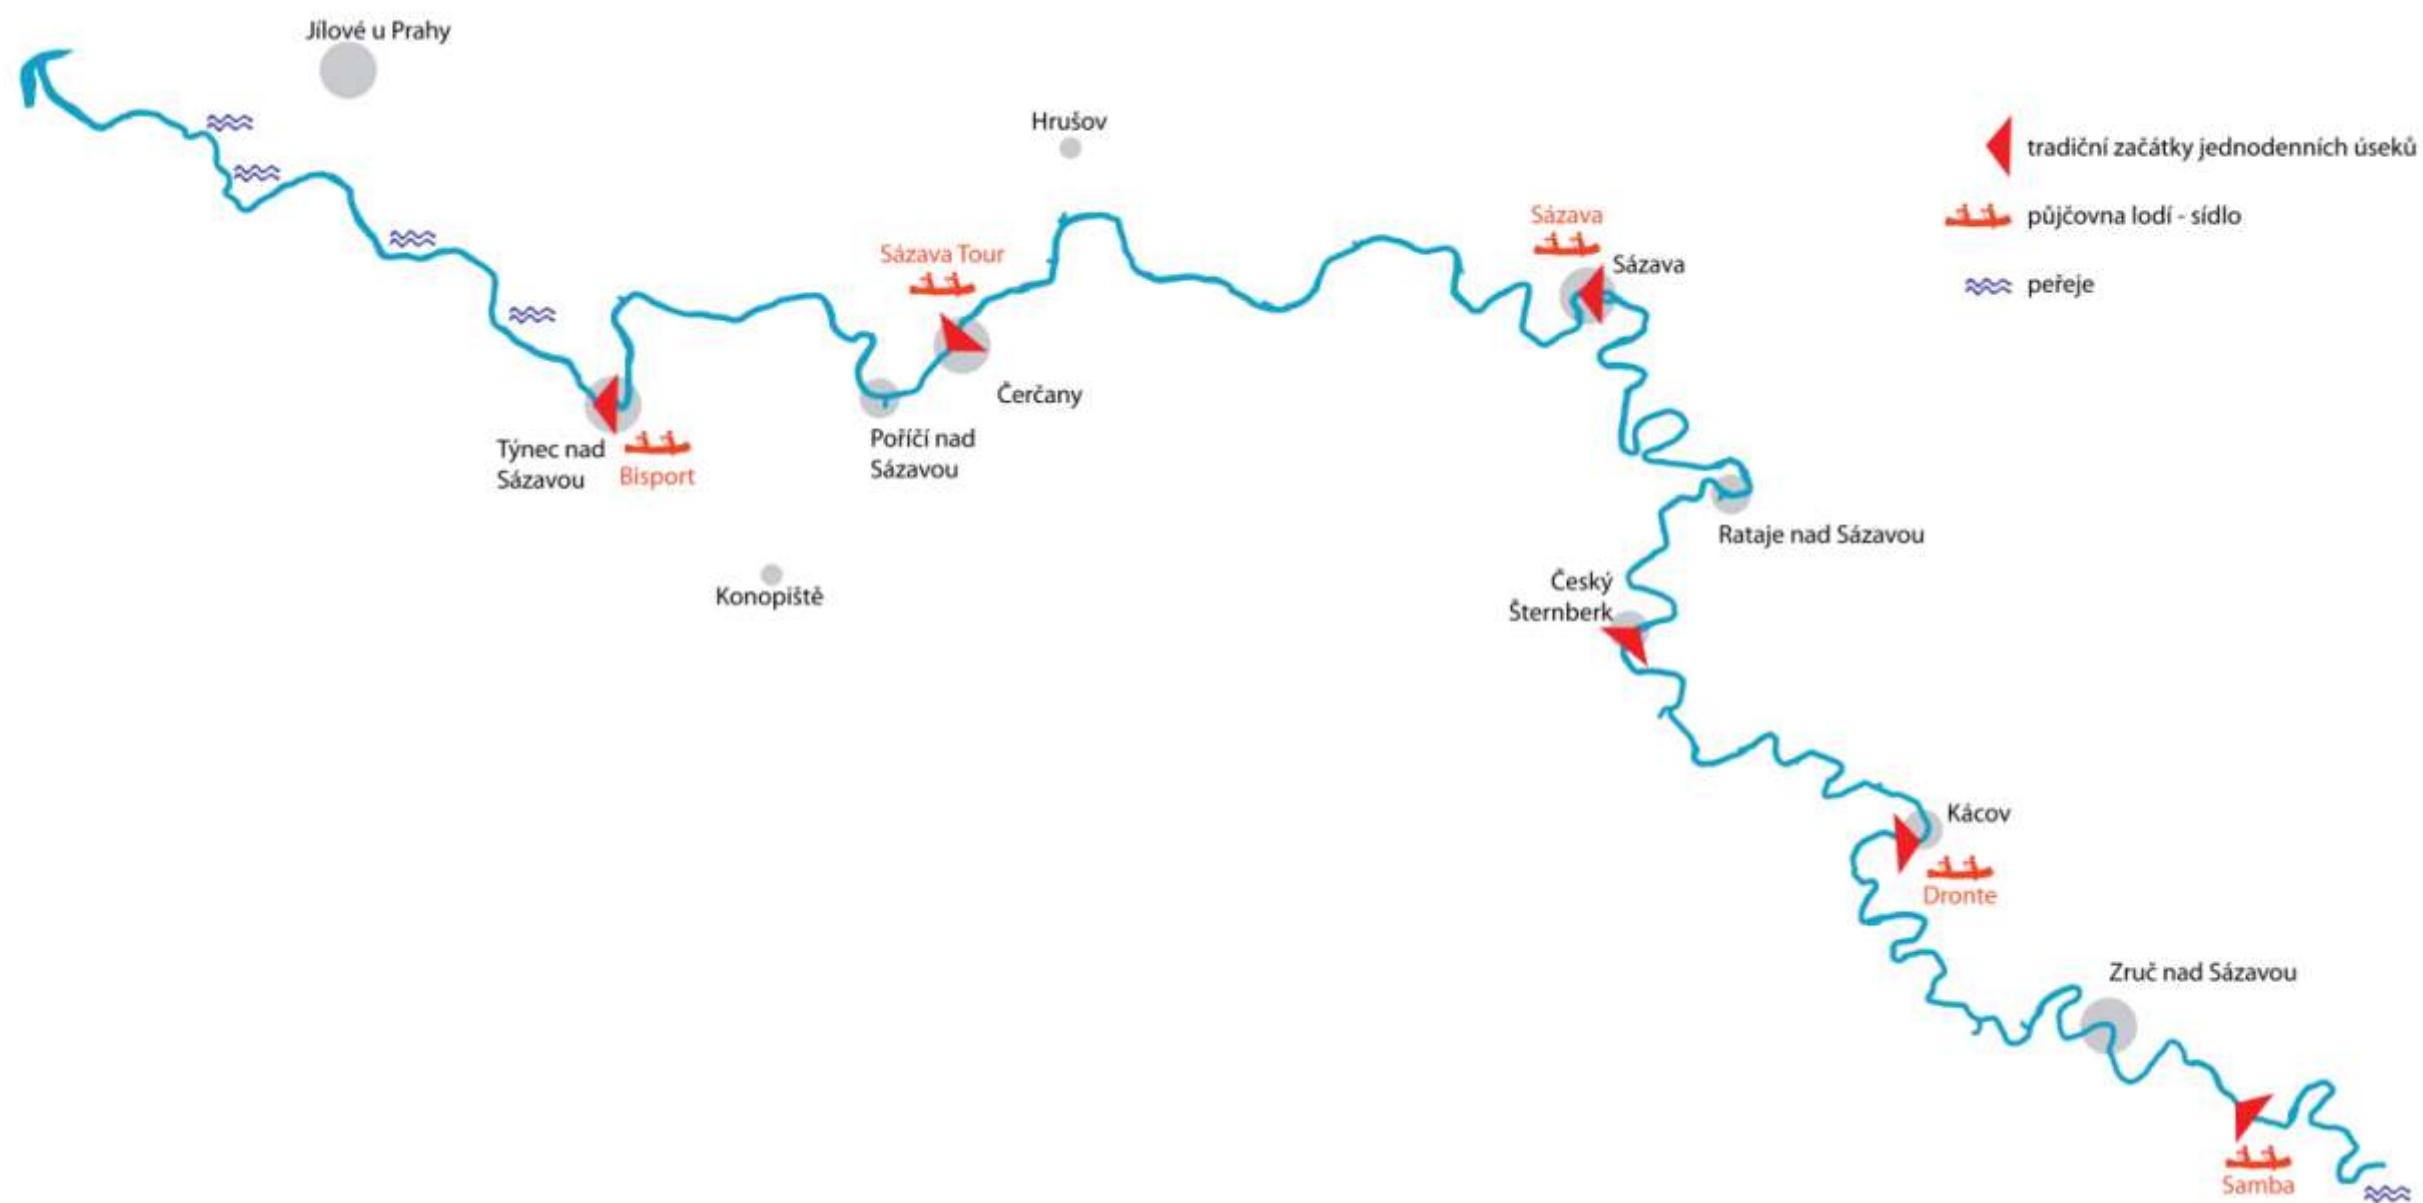 Jílové u Prahy
Hrušov
tradiční začátky jednodenních úseků
půjčovna lodí - sídlo
peřeje
Sázava
Sázava
Sázava Tour
Čerčany
Poříčí nad
Sázavou
Týnec nad
Sázavou
Bisport
Konopiště
Rataje nad Sázavou
Český
Šternberk
Kácov
Dronte
Zruč nad Sázavou
Samba